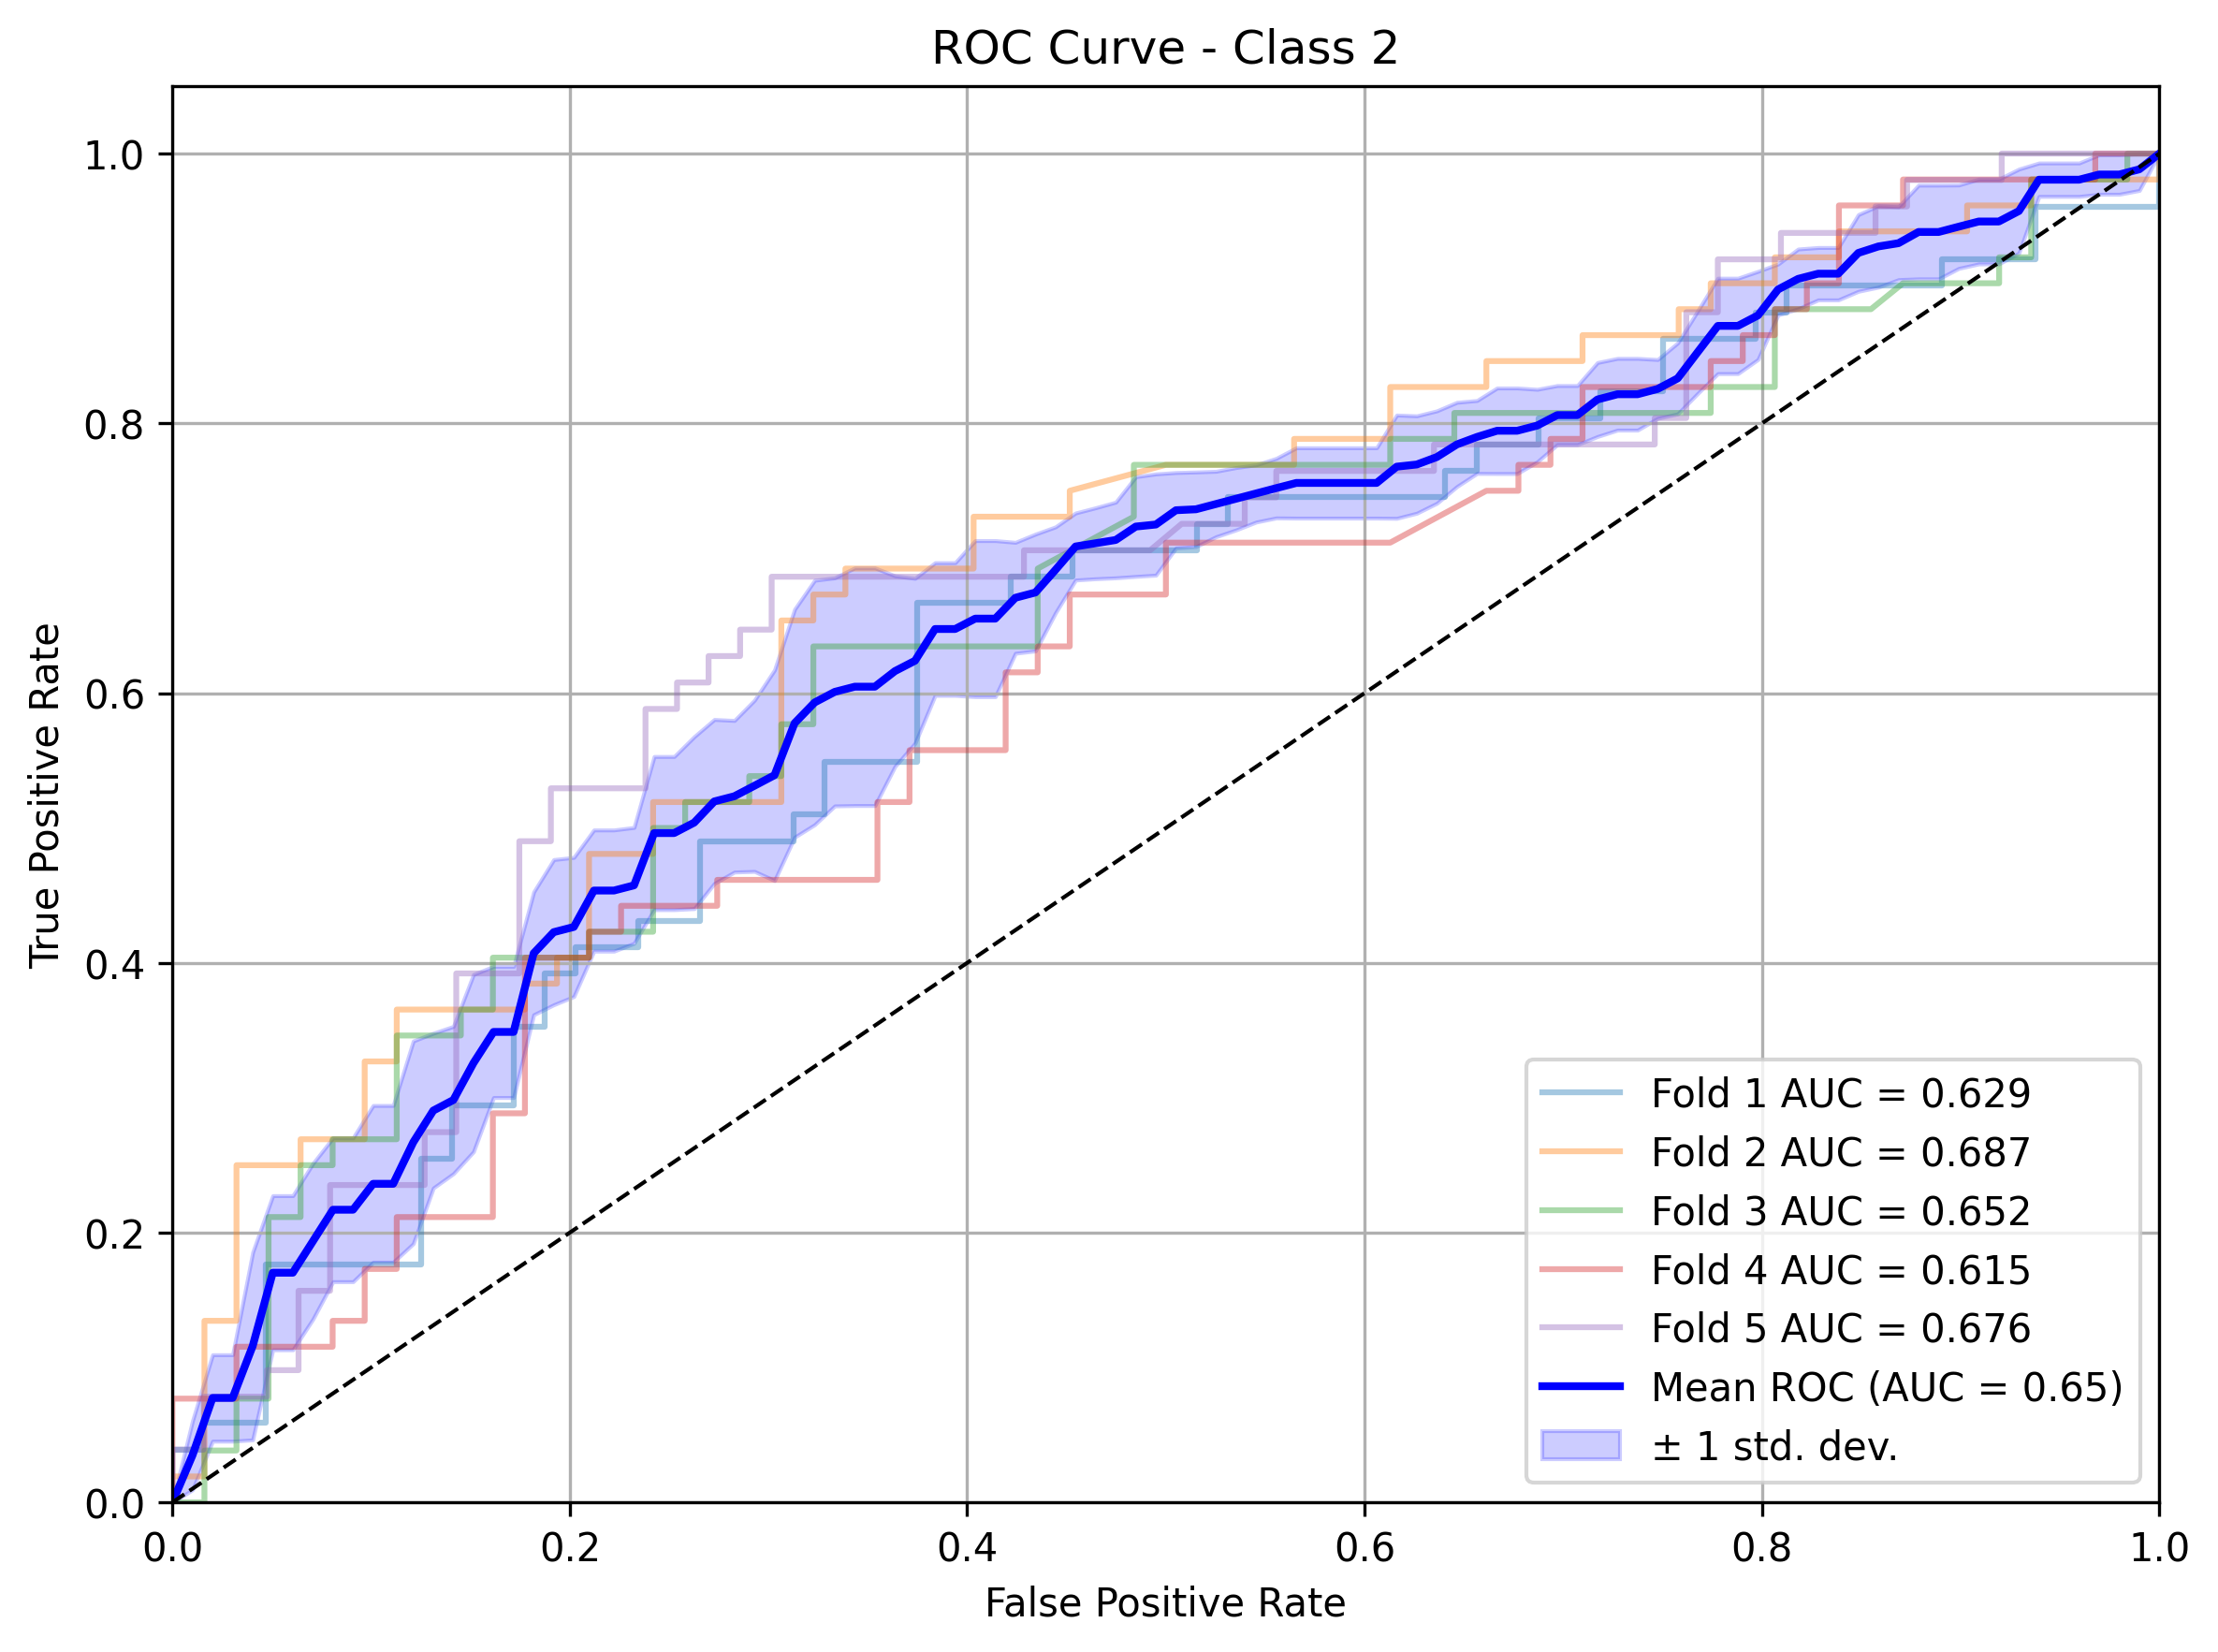 ROC Curve - Class 2
True Positive Rate
1.0
0.8
0.6
0.4
0.2
0.0
0.0 0.2 0.4 0.6 0.8 1.0
False Positive Rate
Fold 1 AUC = 0.629
Fold 2 AUC = 0.687
Fold 3 AUC = 0.652
Fold 4 AUC = 0.615
Fold 5 AUC = 0.676
Mean ROC (AUC = 0.65)
± 1 std. dev.